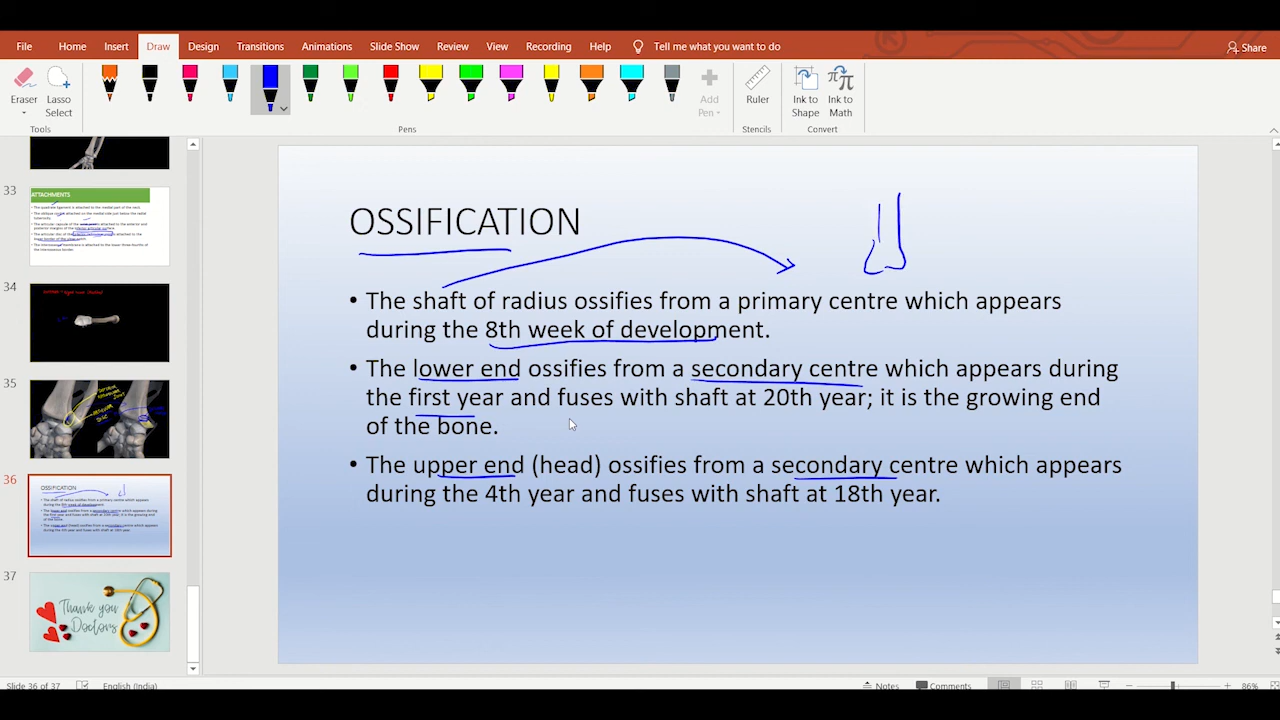 File Home Insert Draw Design Transitions Animations Slide Show Review View Recording Help Tell me what you want to do Share
Eraser Lasso Select Add Pen Ruler Ink to Shape Ink to Math
Tools Pens Stencils Convert
33
ATTACHMENTS
34
35
36
OSSIFICATION
37
Thank you
Doctors
OSSIFICATION
• The shaft of radius ossifies from a primary centre which appears
during the 8th week of development.
• The lower end ossifies from a secondary centre which appears during
the first year and fuses with shaft at 20th year; it is the growing end
of the bone.
• The upper end (head) ossifies from a secondary centre which appears
during the 4th year and fuses with shaft at 18th year.
Slide 36 of 37 English (India) Notes Comments 86%